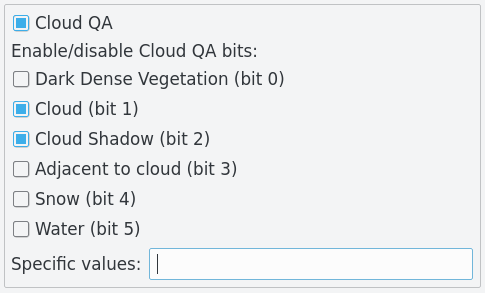 Cloud QA
Enable/disable Cloud QA bits:
Dark Dense Vegetation (bit 0)
Cloud (bit 1)
Cloud Shadow (bit 2)
Adjacent to cloud (bit 3)
Snow (bit 4)
Water (bit 5)
Specific values: